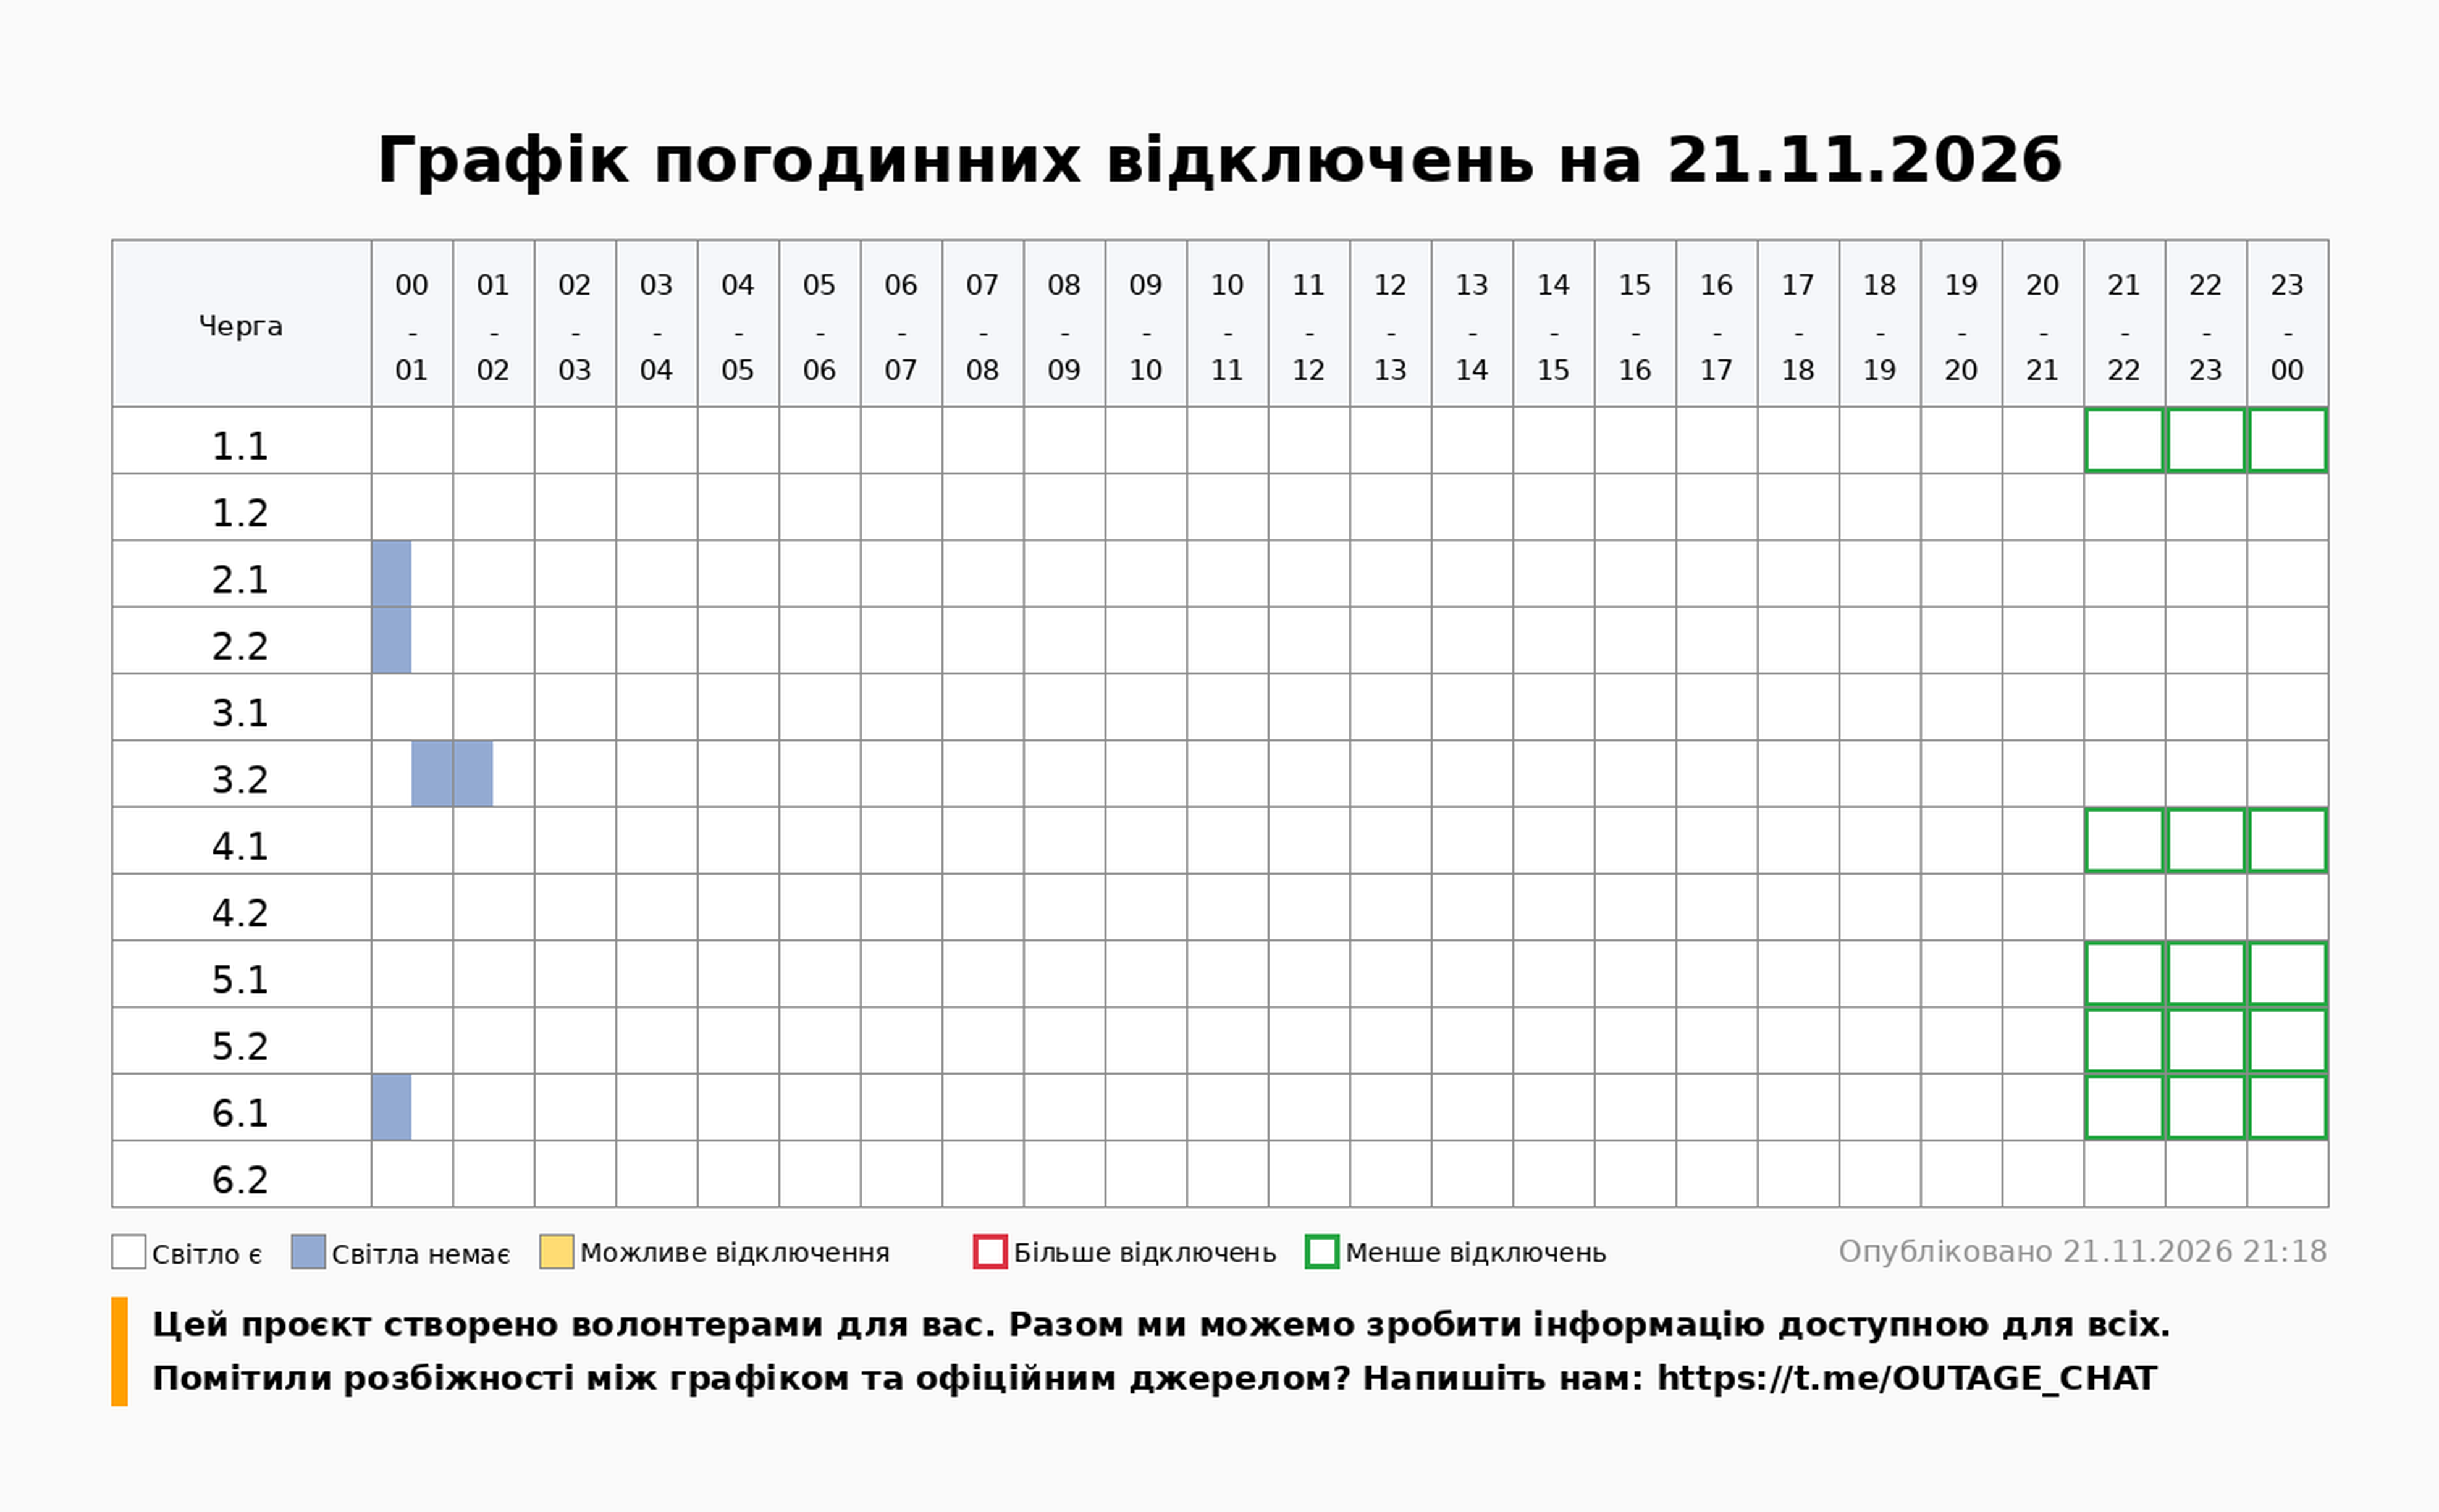 Графік погодинних відключень на 21.11.2026
Черга 00 - 01 01 - 02 02 - 03 03 - 04 04 - 05 05 - 06 06 - 07 07 - 08 08 - 09 09 - 10 10 - 11 11 - 12 12 - 13 13 - 14 14 - 15 15 - 16 16 - 17 17 - 18 18 - 19 19 - 20 20 - 21 21 - 22 22 - 23 23 - 00
1.1
1.2
2.1
2.2
3.1
3.2
4.1
4.2
5.1
5.2
6.1
6.2
Світло є Світла немає Можливе відключення Більше відключень Менше відключень Опубліковано 21.11.2026 21:18
Цей проєкт створено волонтерами для вас. Разом ми можемо зробити інформацію доступною для всіх.
Помітили розбіжності між графіком та офіційним джерелом? Напишіть нам: https://t.me/OUTAGE_CHAT